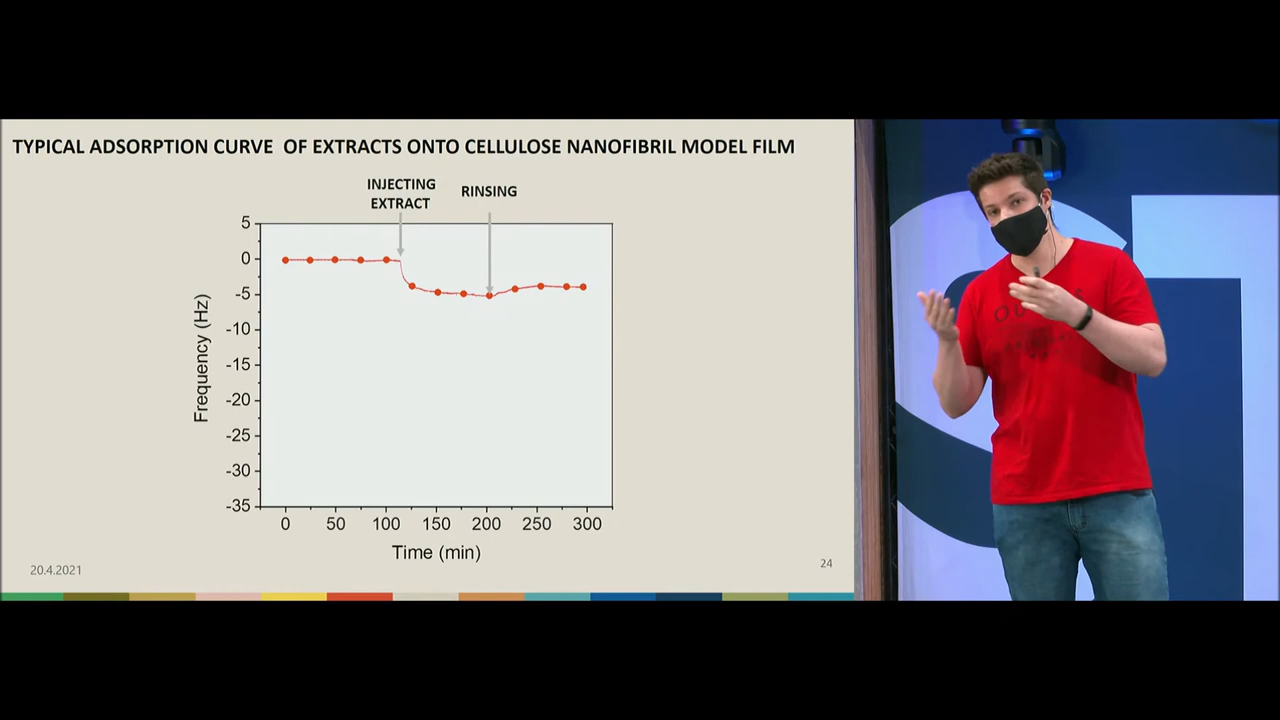 TYPICAL ADSORPTION CURVE OF EXTRACTS ONTO CELLULOSE NANOFIBRIL MODEL FILM
INJECTING
EXTRACT
RINSING
5
0
-5
-10
-15
-20
-25
-30
-35
Frequency (Hz)
0 50 100 150 200 250 300
Time (min)
20.4.2021
24